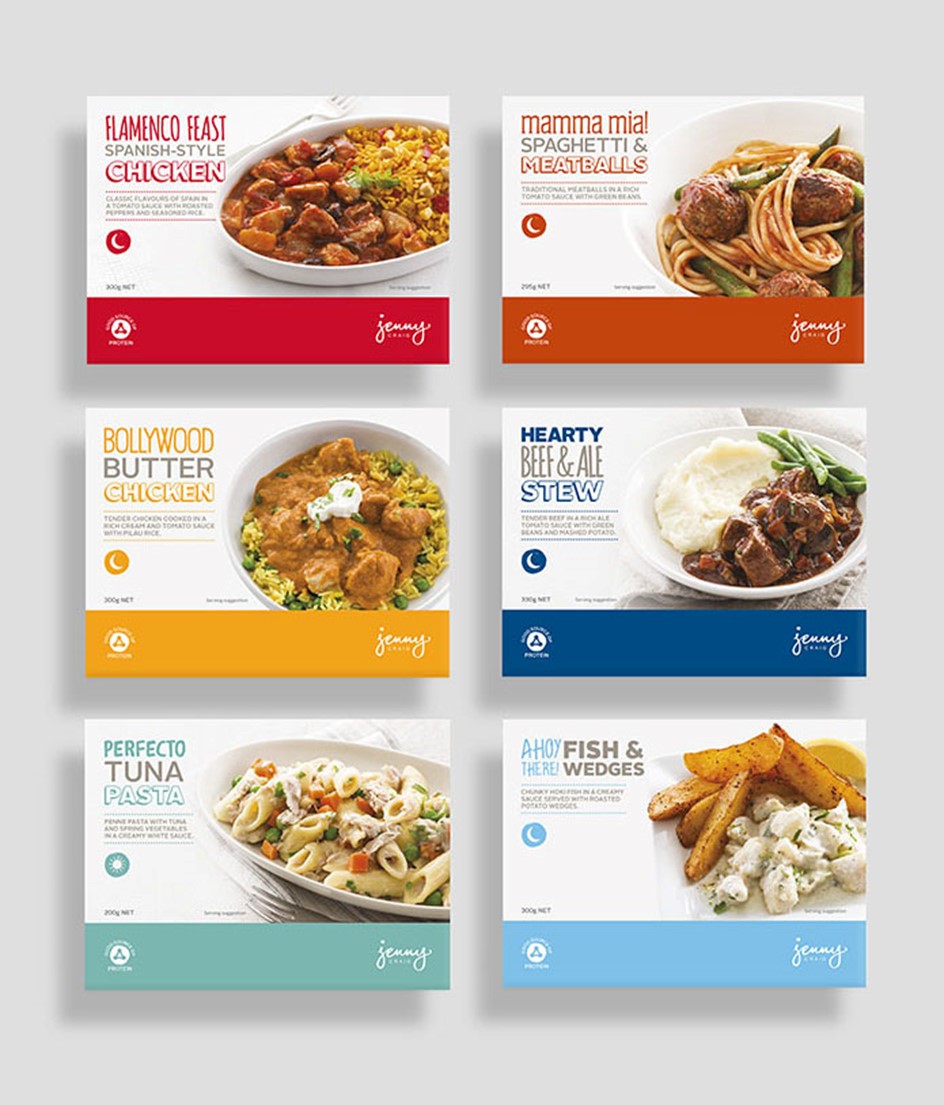 FLAMENCO FEAST
SPANISH-STYLE
CHICKEN
CLASSIC FLAVOURS OF SPAIN IN
A TOMATO SAUCE WITH ROASTED
PEPPERS AND SEASONED RICE.
300g NET
Serving suggestion
GOOD SOURCE OF
PROTEIN
jenny
CRAIG
mamma mia!
SPAGHETTI &
MEATBALLS
TRADITIONAL MEATBALLS IN A RICH
TOMATO SAUCE WITH GREEN BEANS.
295g NET
Serving suggestion
GOOD SOURCE OF
PROTEIN
jenny
CRAIG
BOLLYWOOD
BUTTER
CHICKEN
TENDER CHICKEN COOKED IN A
RICH CREAM AND TOMATO SAUCE
WITH PILAU RICE.
300g NET
Serving suggestion
GOOD SOURCE OF
PROTEIN
jenny
CRAIG
HEARTY
BEEF & ALE
STEW
TENDER BEEF IN A RICH ALE
TOMATO SAUCE WITH GREEN
BEANS AND MASHED POTATO.
330g NET
Serving suggestion
GOOD SOURCE OF
PROTEIN
jenny
CRAIG
PERFECTO
TUNA
PASTA
PENNE PASTA WITH TUNA
AND SPRING VEGETABLES
IN A CREAMY WHITE SAUCE.
200g NET
Serving suggestion
GOOD SOURCE OF
PROTEIN
jenny
CRAIG
AHOY THERE! FISH &
WEDGES
CHUNKY HOKI FISH IN A CREAMY
SAUCE SERVED WITH ROASTED
POTATO WEDGES.
300g NET
Serving suggestion
GOOD SOURCE OF
PROTEIN
jenny
CRAIG